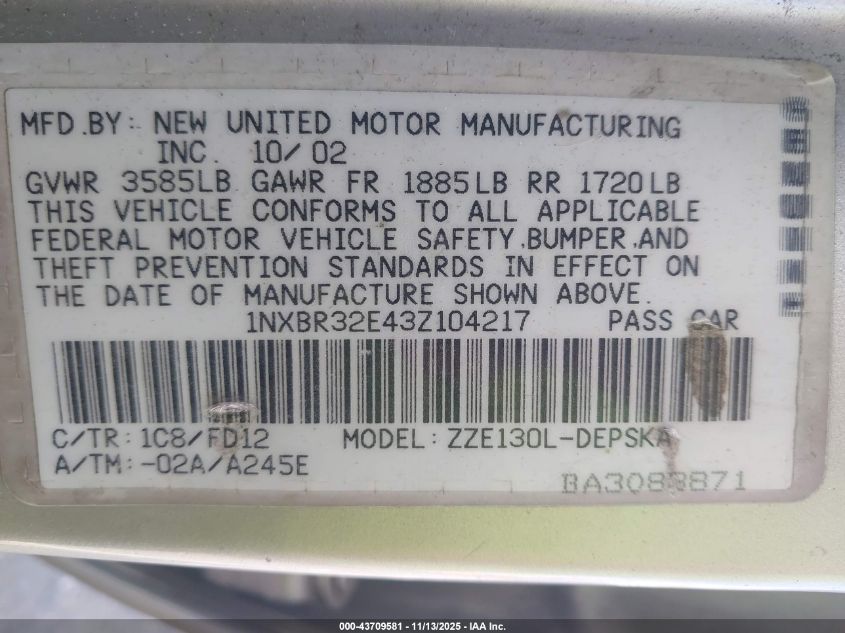 MFD.BY: NEW UNITED MOTOR MANUFACTURING
INC. 10/02
GVWR 3585LB GAWR FR 1885LB RR 1720LB
THIS VEHICLE CONFORMS TO ALL APPLICABLE
FEDERAL MOTOR VEHICLE SAFETY,BUMPER,AND
THEFT PREVENTION STANDARDS IN EFFECT ON
THE DATE OF MANUFACTURE SHOWN ABOVE.
1NXBR32E43Z104217 PASS CAR
C/TR: 1C8/FD12 MODEL: ZZE130L-DEPSKA
A/TM: -02A/A245E
BA3083871
000-43709581 - 11/13/2025 - IAA Inc.